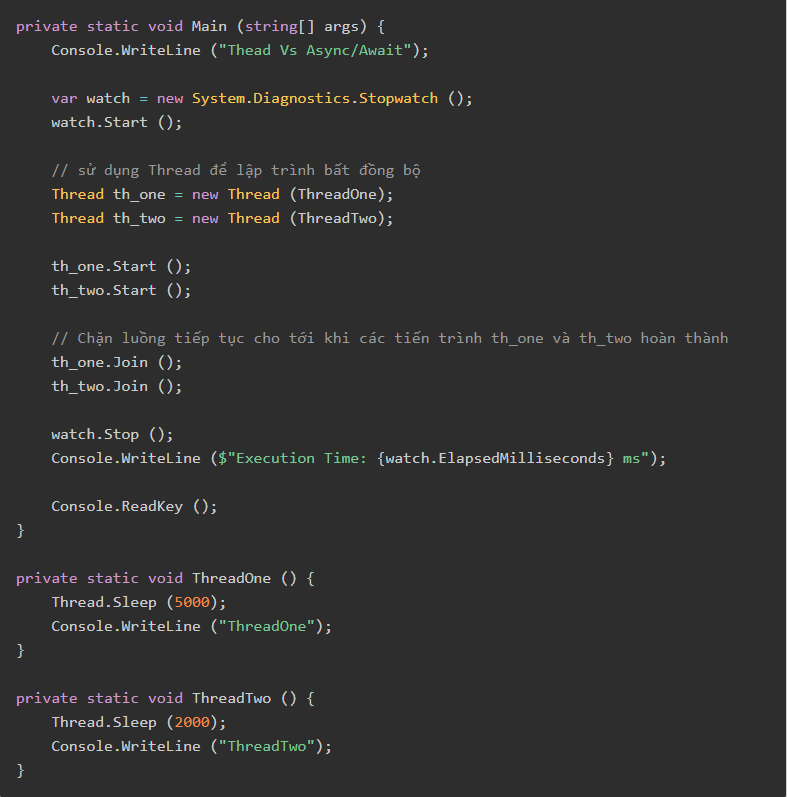 private static void Main (string[] args) {
    Console.WriteLine ("Thead Vs Async/Await");

    var watch = new System.Diagnostics.Stopwatch ();
    watch.Start ();

    // sử dụng Thread để lập trình bất đồng bộ
    Thread th_one = new Thread (ThreadOne);
    Thread th_two = new Thread (ThreadTwo);

    th_one.Start ();
    th_two.Start ();

    // Chặn luồng tiếp tục cho tới khi các tiến trình th_one và th_two hoàn thành
    th_one.Join ();
    th_two.Join ();

    watch.Stop ();
    Console.WriteLine ($"Execution Time: {watch.ElapsedMilliseconds} ms");

    Console.ReadKey ();
}

private static void ThreadOne () {
    Thread.Sleep (5000);
    Console.WriteLine ("ThreadOne");
}

private static void ThreadTwo () {
    Thread.Sleep (2000);
    Console.WriteLine ("ThreadTwo");
}